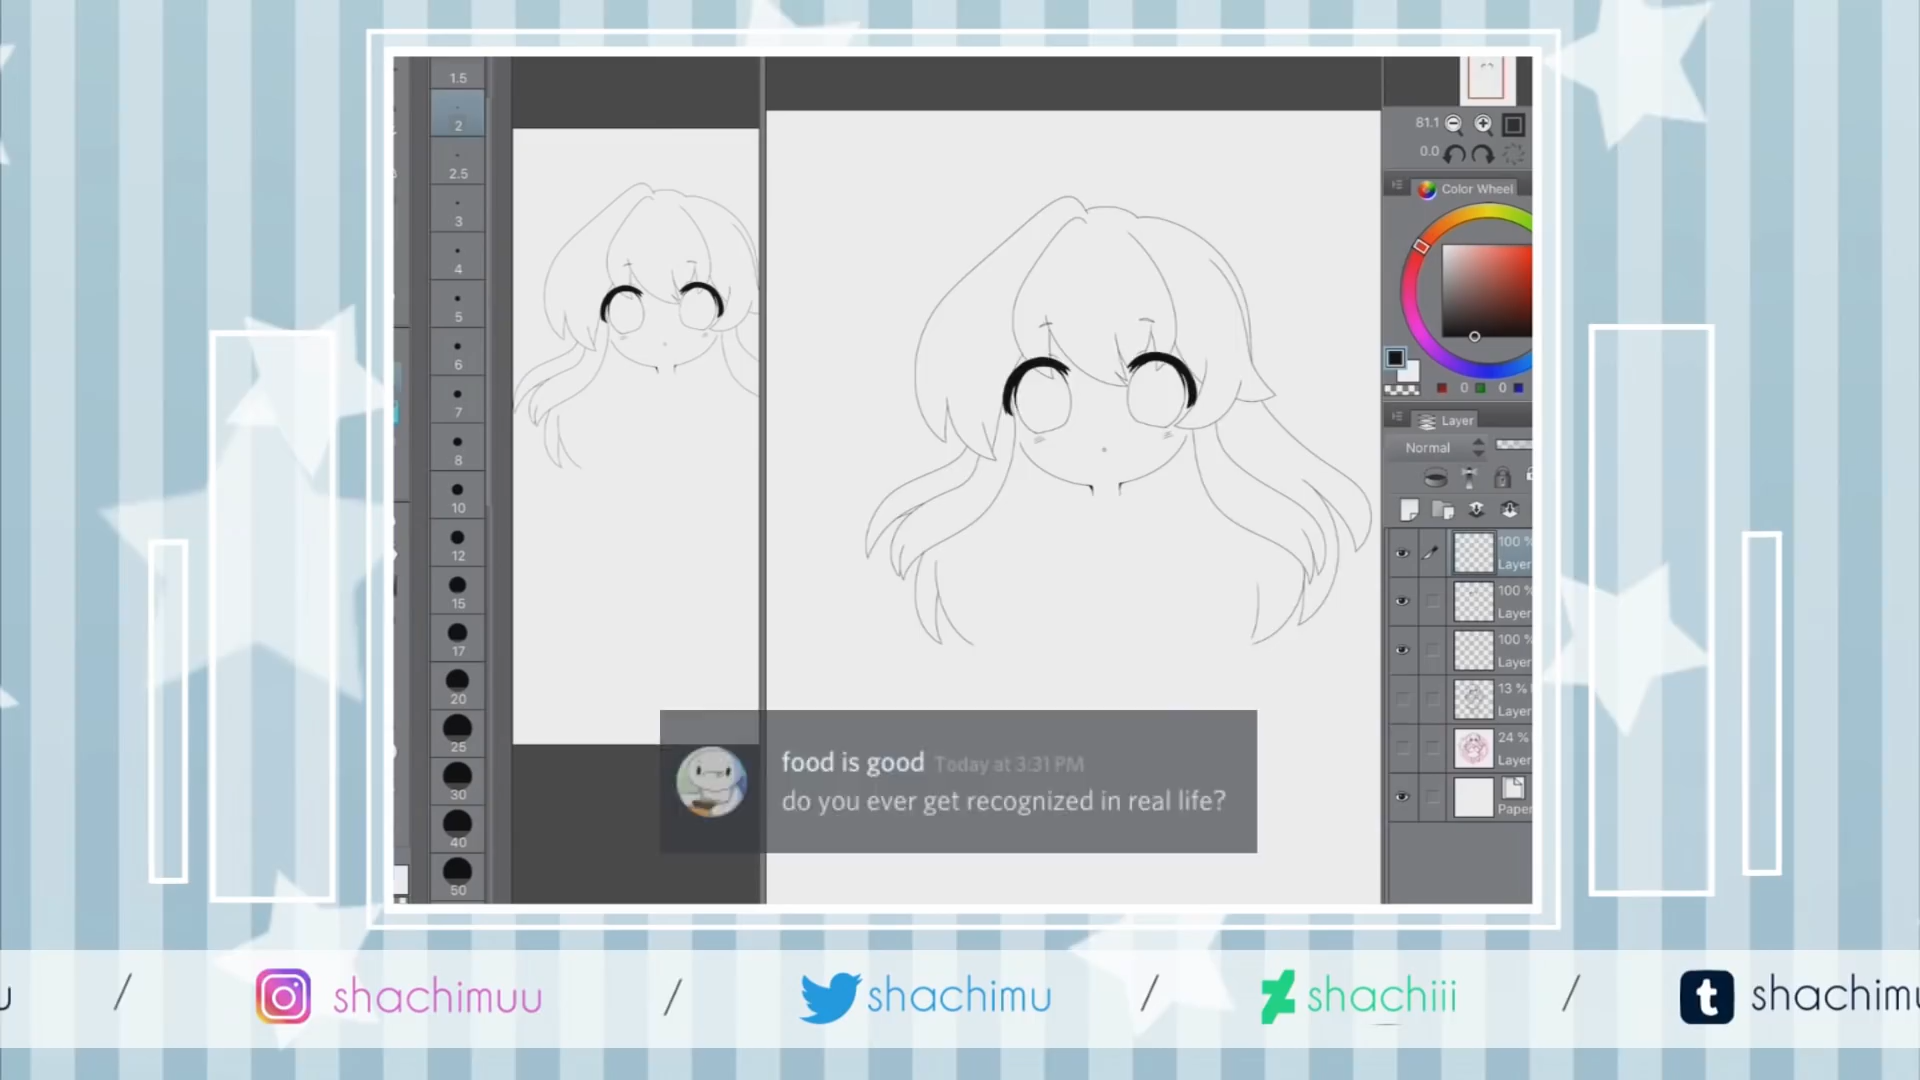 1.5
2
2.5
3
4
5
6
7
8
10
12
15
17
20
25
30
40
50
81.1
0.0
Color Wheel
0 0
Layer
Normal
100 %
Layer
100 %
Layer
100 %
Layer
13 %
Layer
24 %
Layer
Paper
food is good Today at 3:31 PM
do you ever get recognized in real life?
/ shachimuu / shachimu / shachiii / shachimu